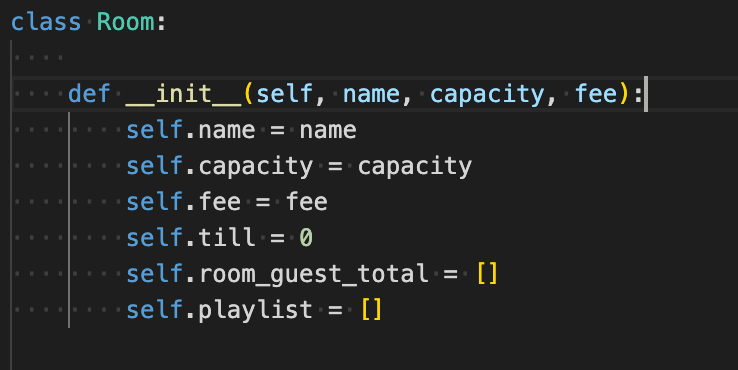 class Room:
    def __init__(self, name, capacity, fee):
        self.name = name
        self.capacity = capacity
        self.fee = fee
        self.till = 0
        self.room_guest_total = []
        self.playlist = []